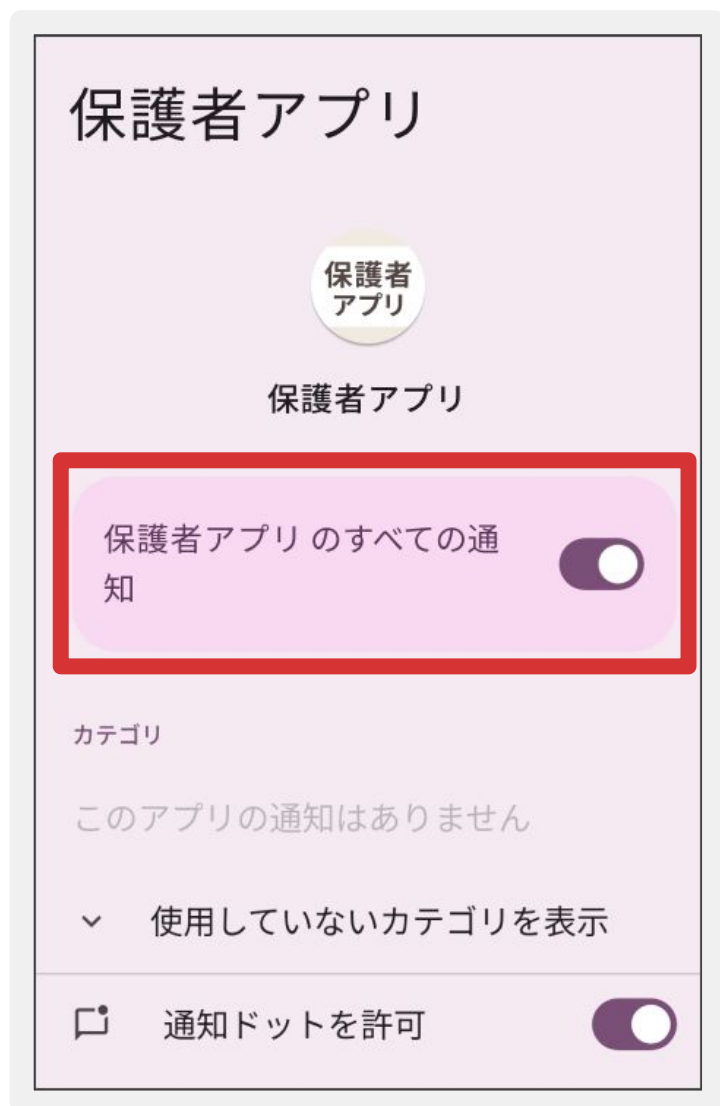 保護者アプリ
保護者
アプリ
保護者アプリ
保護者アプリ のすべての通
知
カテゴリ
このアプリの通知はありません
使用していないカテゴリを表示
通知ドットを許可